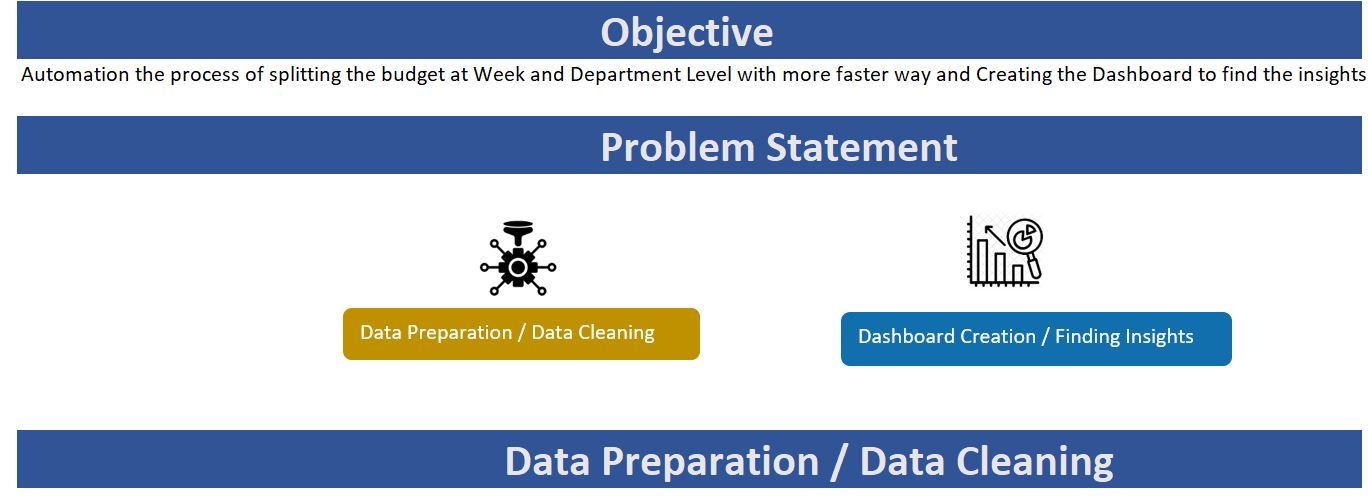 Objective
Automation the process of splitting the budget at Week and Department Level with more faster way and Creating the Dashboard to find the insights
Problem Statement
Data Preparation / Data Cleaning
Dashboard Creation / Finding Insights
Data Preparation / Data Cleaning